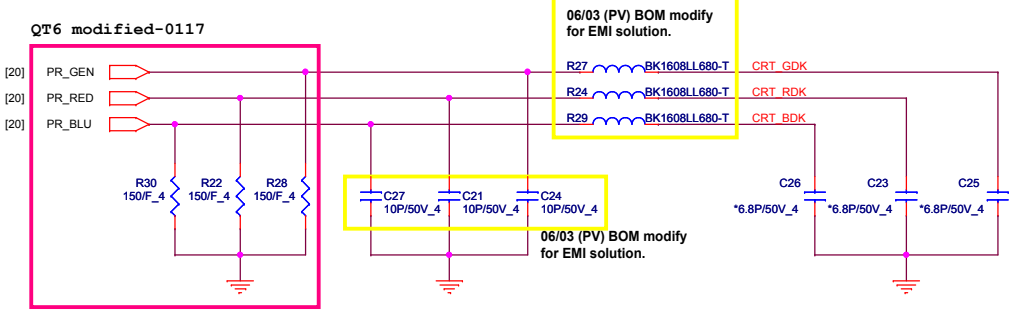 06/03 (PV) BOM modify
for EMI solution.
QT6 modified-0117
[20] PR_GEN R27 BK1608LL680-T CRT_GDK
[20] PR_RED R24 BK1608LL680-T CRT_RDK
[20] PR_BLU R29 BK1608LL680-T CRT_BDK
R30 R22 R28 C26 C23 C25
150/F_4 150/F_4 150/F_4 C27 C21 C24
10P/50V_4 10P/50V_4 10P/50V_4 *6.8P/50V_4 *6.8P/50V_4 *6.8P/50V_4
06/03 (PV) BOM modify
for EMI solution.